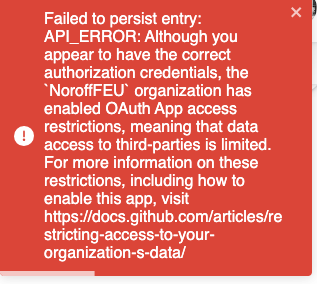 Failed to persist entry:
API_ERROR: Although you
appear to have the correct
authorization credentials, the
`NoroffFEU` organization has
enabled OAuth App access
restrictions, meaning that data
access to third-parties is limited.
For more information on these
restrictions, including how to
enable this app, visit
https://docs.github.com/articles/re
stricting-access-to-your-
organization-s-data/